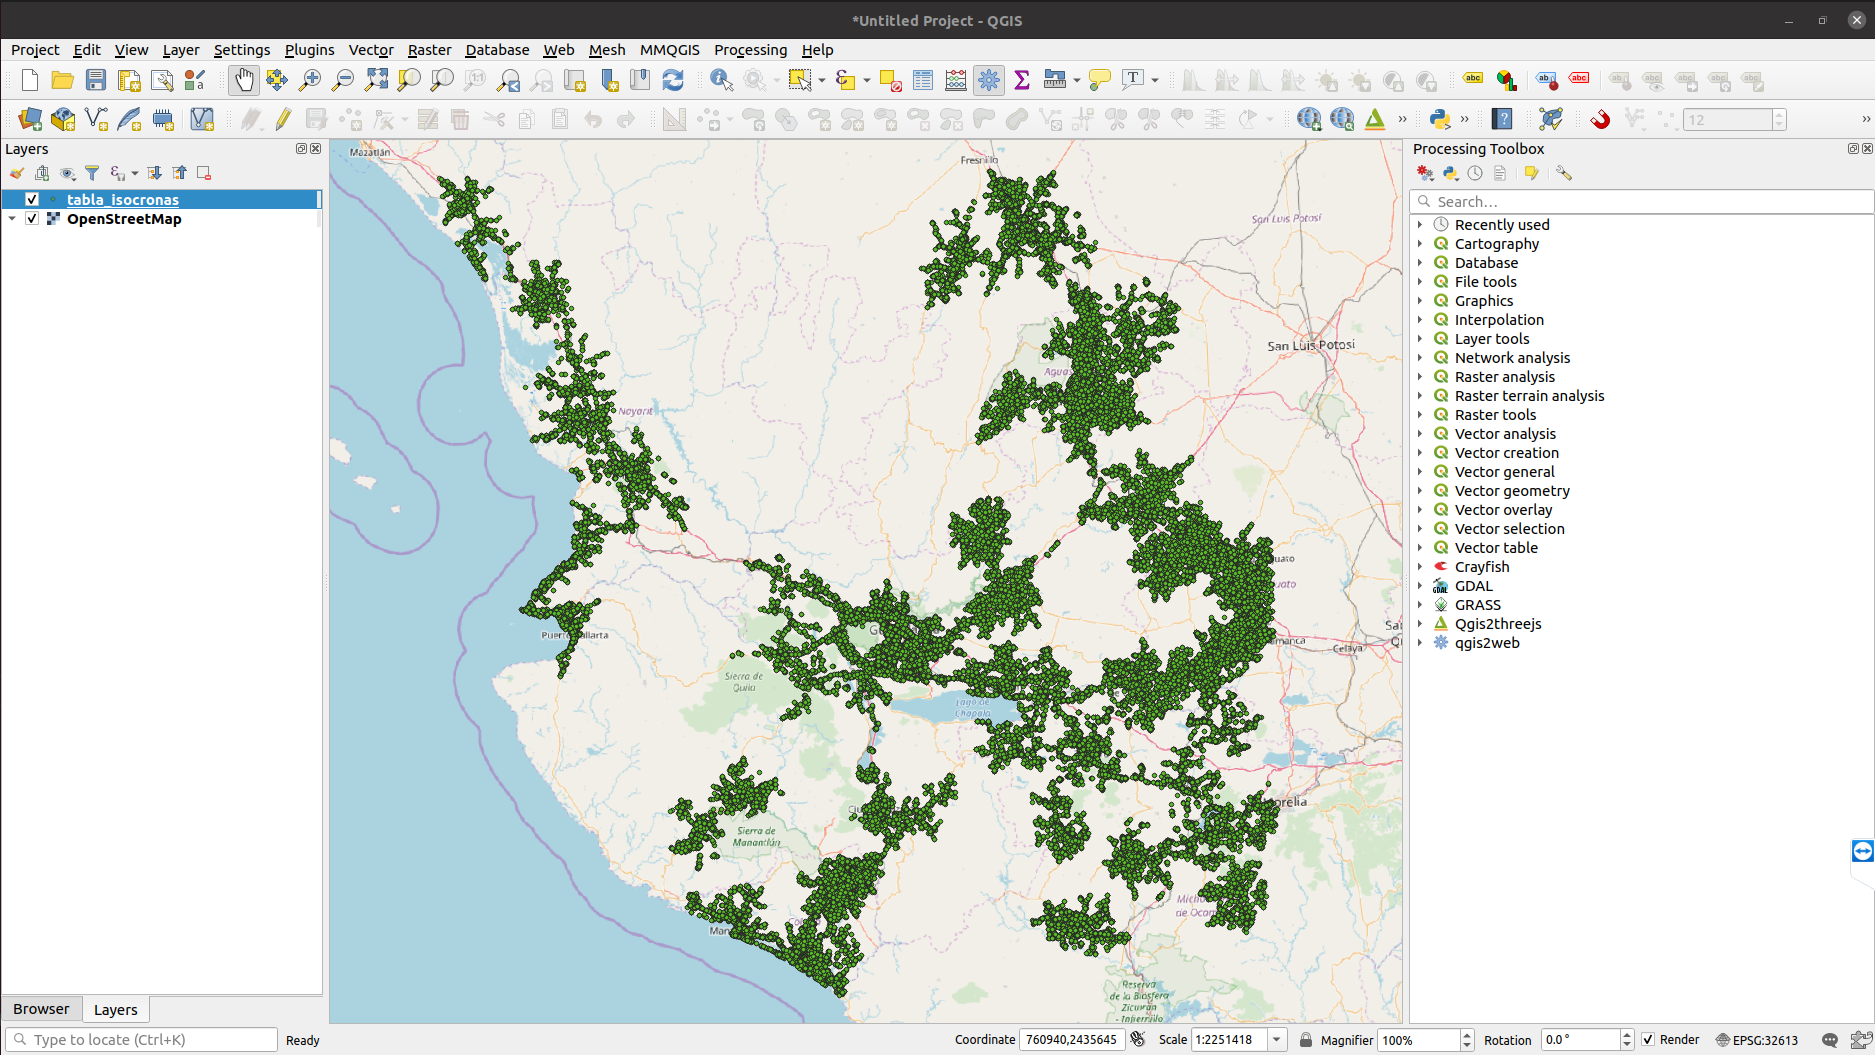 *Untitled Project - QGIS
Project Edit View Layer Settings Plugins Vector Raster Database Web Mesh MMQGIS Processing Help
Layers
tabla_isocronas
OpenStreetMap
Mazatlán
Fresnillo
San Luis Potosí
San Luis Potosí
Nayarit
Puerto
Sierra de Quila
Lago de Chapala
Celaya
Sierra de Manantlán
de Ocam
Reserva
de la Biosfera
Zicuirán
- Infiernillo
Processing Toolbox
Search…
Recently used
Cartography
Database
File tools
Graphics
Interpolation
Layer tools
Network analysis
Raster analysis
Raster terrain analysis
Raster tools
Vector analysis
Vector creation
Vector general
Vector geometry
Vector overlay
Vector selection
Vector table
Crayfish
GDAL
GRASS
Qgis2threejs
qgis2web
12
Browser Layers
Type to locate (Ctrl+K) Ready Coordinate 760940,2435645 Scale 1:2251418 Magnifier 100% Rotation 0.0 ° Render EPSG:32613